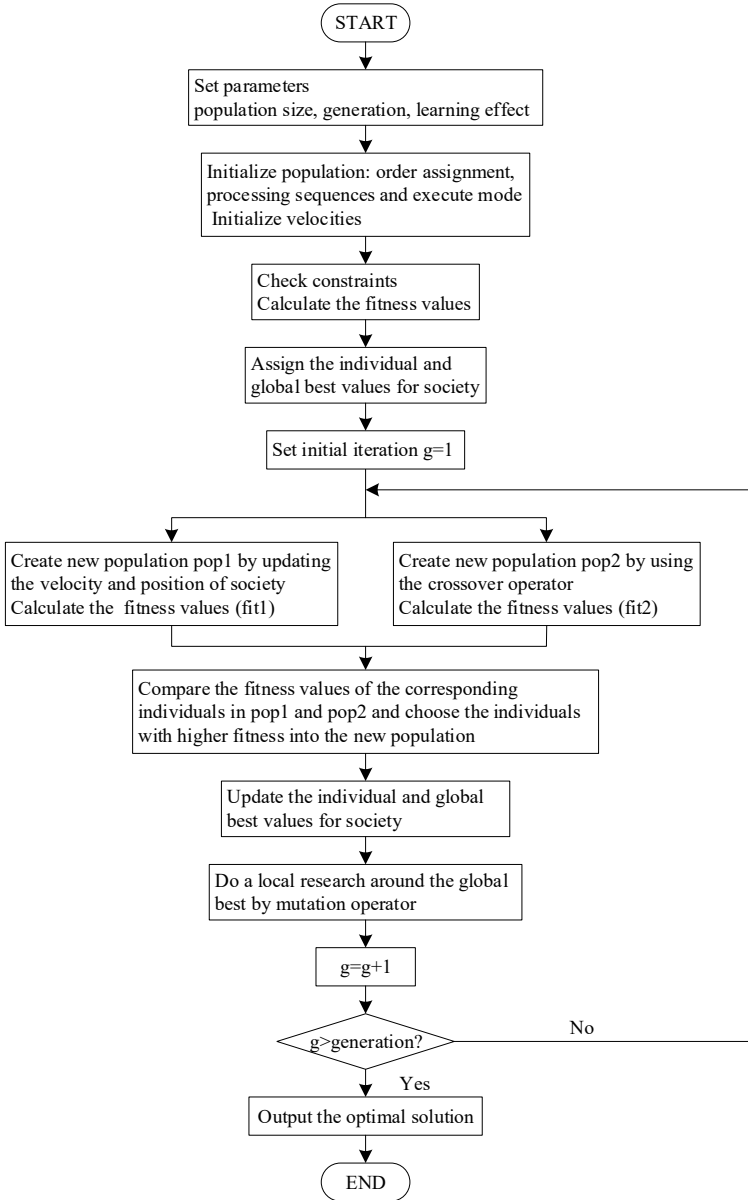 START
Set parameters
population size, generation, learning effect
Initialize population: order assignment,
processing sequences and execute mode
Initialize velocities
Check constraints
Calculate the fitness values
Assign the individual and
global best values for society
Set initial iteration g=1
Create new population pop1 by updating
the velocity and position of society
Calculate the fitness values (fit1)
Create new population pop2 by using
the crossover operator
Calculate the fitness values (fit2)
Compare the fitness values of the corresponding
individuals in pop1 and pop2 and choose the individuals
with higher fitness into the new population
Update the individual and global
best values for society
Do a local research around the global
best by mutation operator
g=g+1
g>generation?
No
Yes
Output the optimal solution
END